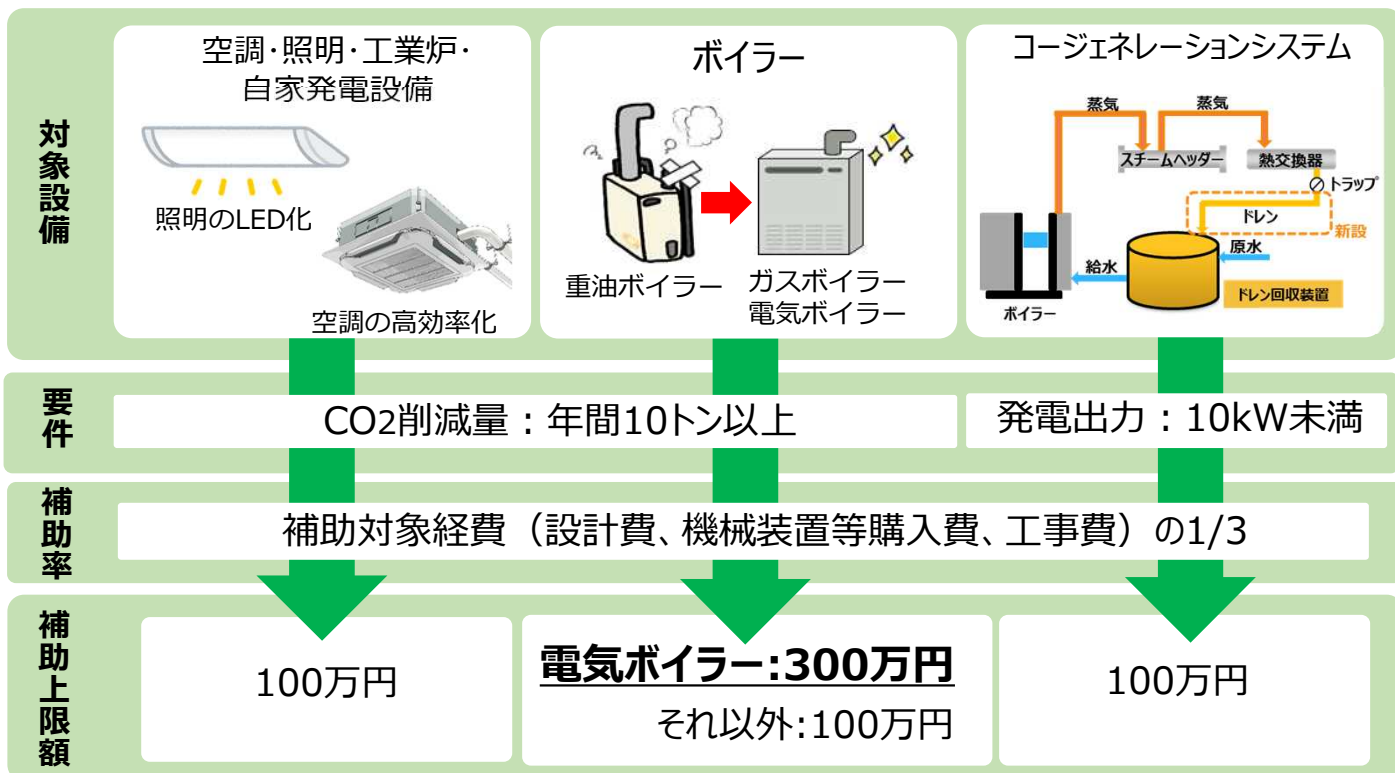 対象設備
空調・照明・工業炉・
自家発電設備
照明のLED化
空調の高効率化
ボイラー
重油ボイラー
ガスボイラー
電気ボイラー
コージェネレーションシステム
蒸気
蒸気
スチームヘッダー
熱交換器
トラップ
ドレン
新設
原水
給水
ドレン回収装置
ボイラー
要件
CO2削減量：年間10トン以上
発電出力：10kW未満
補助率
補助対象経費（設計費、機械装置等購入費、工事費）の1/3
補助上限額
100万円
電気ボイラー:300万円
それ以外:100万円
100万円